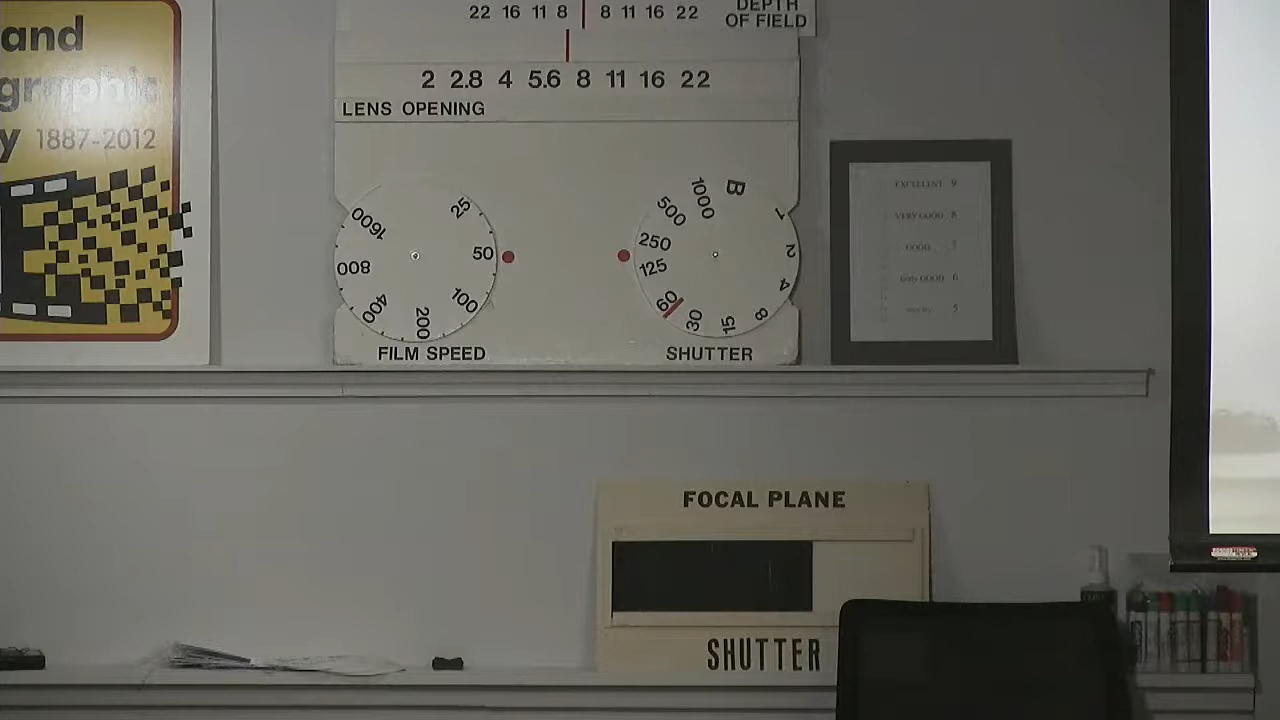 and
graphic
y 1887-2012
22 16 11 8 8 11 16 22
DEPTH
OF FIELD
2 2.8 4 5.6 8 11 16 22
LENS OPENING
25
50
100
200
400
800
1600
FILM SPEED
B
1
2
4
8
15
30
60
125
250
500
1000
SHUTTER
EXCELLENT 9
VERY GOOD 8
GOOD
GOOD 6
5
FOCAL PLANE
SHUTTER